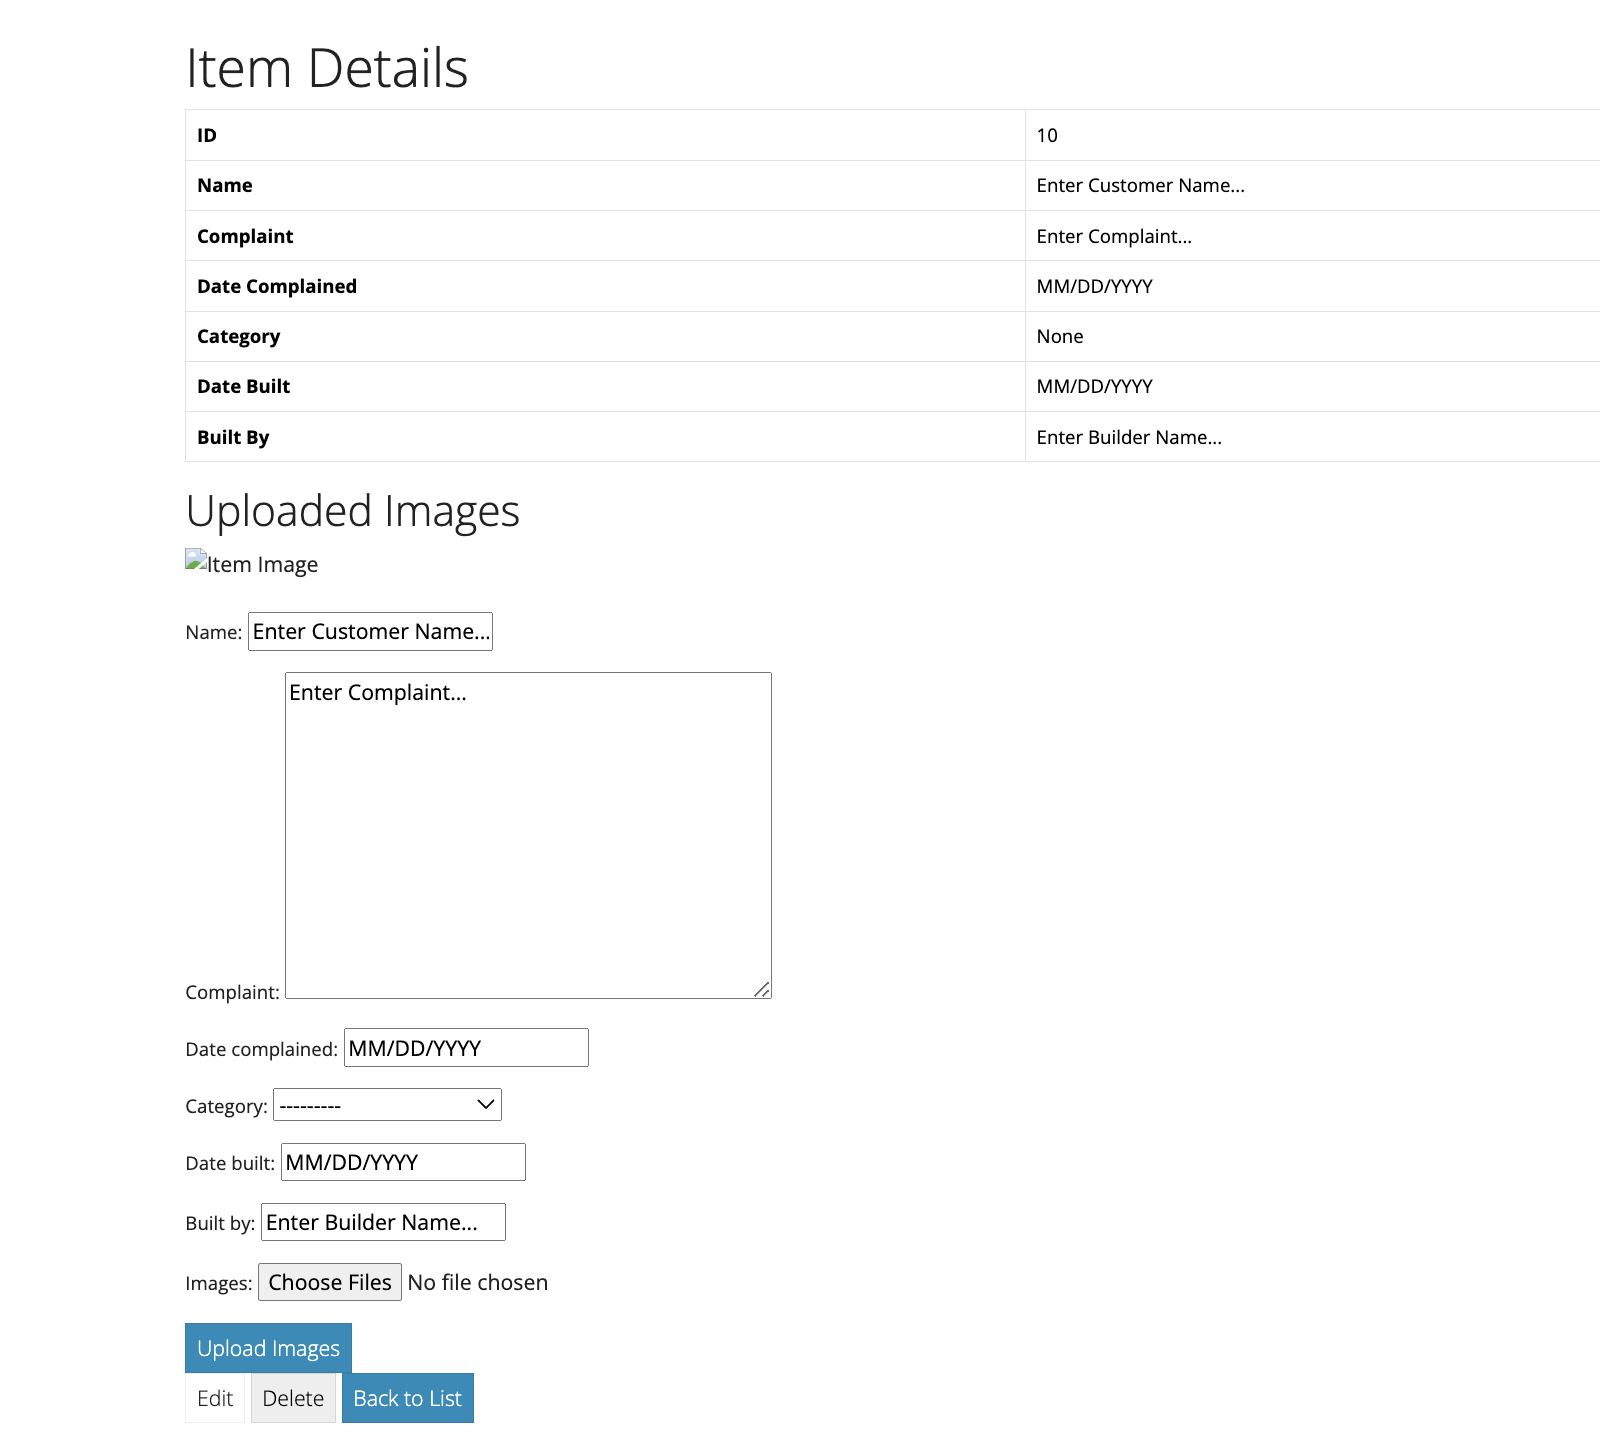 Item Details
ID 10
Name Enter Customer Name...
Complaint Enter Complaint...
Date Complained MM/DD/YYYY
Category None
Date Built MM/DD/YYYY
Built By Enter Builder Name...
Uploaded Images
Item Image
Name: Enter Customer Name...
Enter Complaint...
Complaint:
Date complained: MM/DD/YYYY
Category: ---------
Date built: MM/DD/YYYY
Built by: Enter Builder Name...
Images: Choose Files No file chosen
Upload Images
Edit Delete Back to List